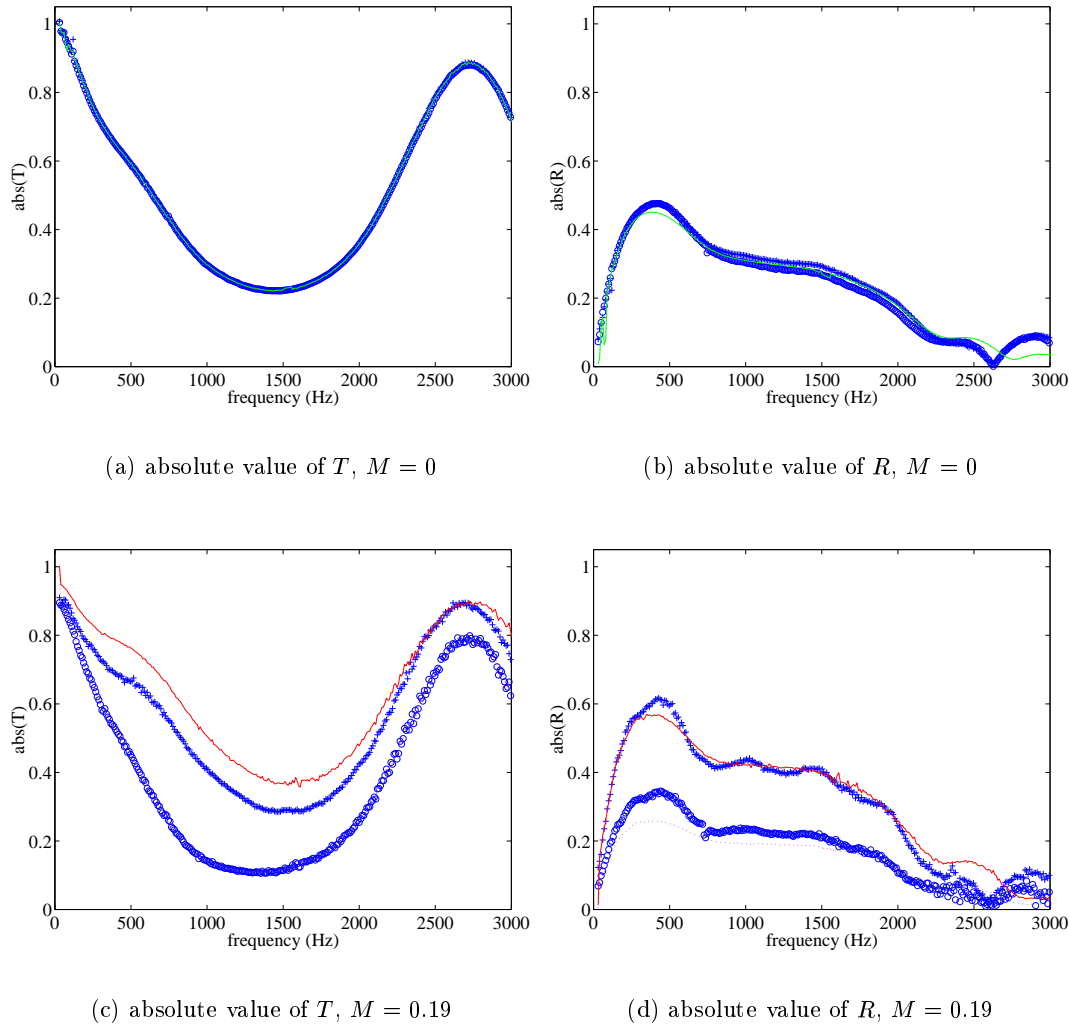 1
0.8
0.6
0.4
0.2
0
abs(T)
0 500 1000 1500 2000 2500 3000
frequency (Hz)
1
0.8
0.6
0.4
0.2
0
abs(R)
0 500 1000 1500 2000 2500 3000
frequency (Hz)
(a) absolute value of T, M = 0
(b) absolute value of R, M = 0
1
0.8
0.6
0.4
0.2
0
abs(T)
0 500 1000 1500 2000 2500 3000
frequency (Hz)
1
0.8
0.6
0.4
0.2
0
abs(R)
0 500 1000 1500 2000 2500 3000
frequency (Hz)
(c) absolute value of T, M = 0.19
(d) absolute value of R, M = 0.19